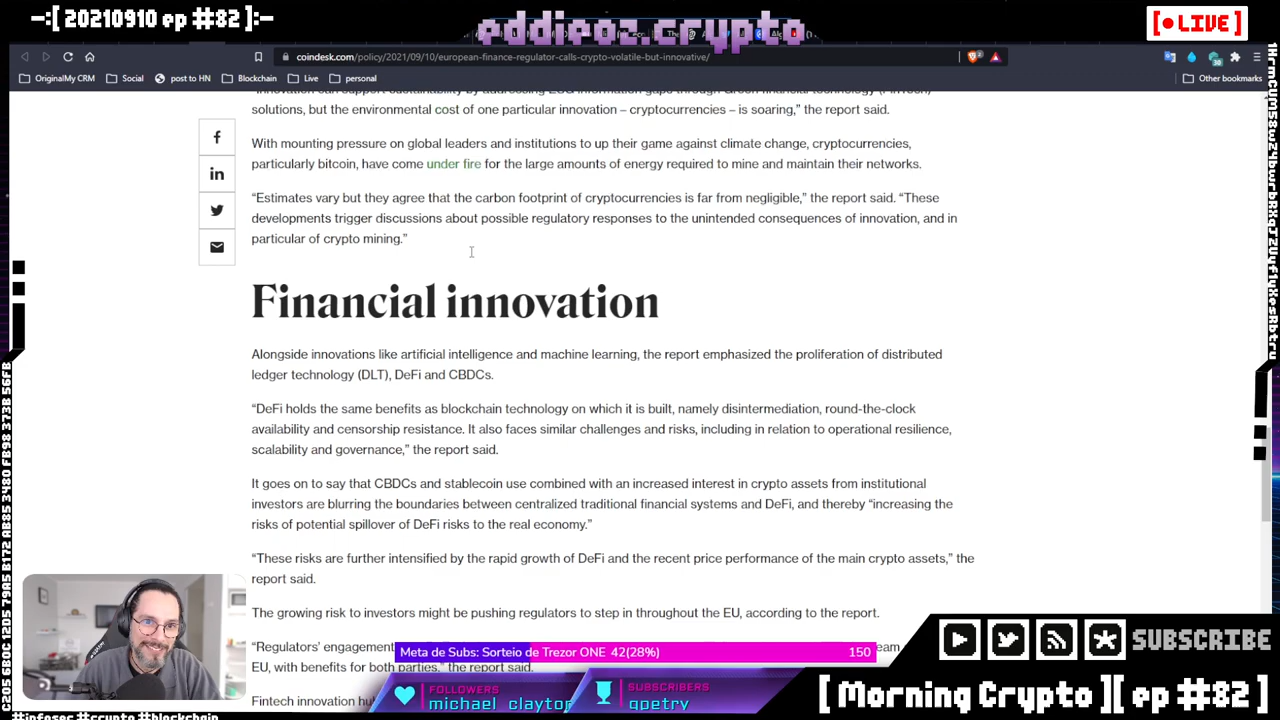 -:[ 20210910 ep #82 ]:-
eddieoz crypto
[ LIVE ]
coindesk.com/policy/2021/09/10/european-finance-regulator-calls-crypto-volatile-but-innovative/
OriginalMy CRM
Social
post to HN
Blockchain
Live
personal
Other bookmarks
solutions, but the environmental cost of one particular innovation – cryptocurrencies – is soaring,” the report said.
With mounting pressure on global leaders and institutions to up their game against climate change, cryptocurrencies,
particularly bitcoin, have come under fire for the large amounts of energy required to mine and maintain their networks.
“Estimates vary but they agree that the carbon footprint of cryptocurrencies is far from negligible,” the report said. “These
developments trigger discussions about possible regulatory responses to the unintended consequences of innovation, and in
particular of crypto mining.”
Financial innovation
Alongside innovations like artificial intelligence and machine learning, the report emphasized the proliferation of distributed
ledger technology (DLT), DeFi and CBDCs.
“DeFi holds the same benefits as blockchain technology on which it is built, namely disintermediation, round-the-clock
availability and censorship resistance. It also faces similar challenges and risks, including in relation to operational resilience,
scalability and governance,” the report said.
It goes on to say that CBDCs and stablecoin use combined with an increased interest in crypto assets from institutional
investors are blurring the boundaries between centralized traditional financial systems and DeFi, and thereby “increasing the
risks of potential spillover of DeFi risks to the real economy.”
“These risks are further intensified by the rapid growth of DeFi and the recent price performance of the main crypto assets,” the
report said.
The growing risk to investors might be pushing regulators to step in throughout the EU, according to the report.
“Regulators’ engagement
EU, with benefits for both parties,” the report said.
Fintech innovation
Meta de Subs: Sorteio de Trezor ONE 42(28%)
150
FOLLOWERS
michael_clayton
SUBSCRIBERS
gpetry
SUBSCRIBE
[ Morning Crypto ][ ep #82 ]
#infosec #crypto #blockchain